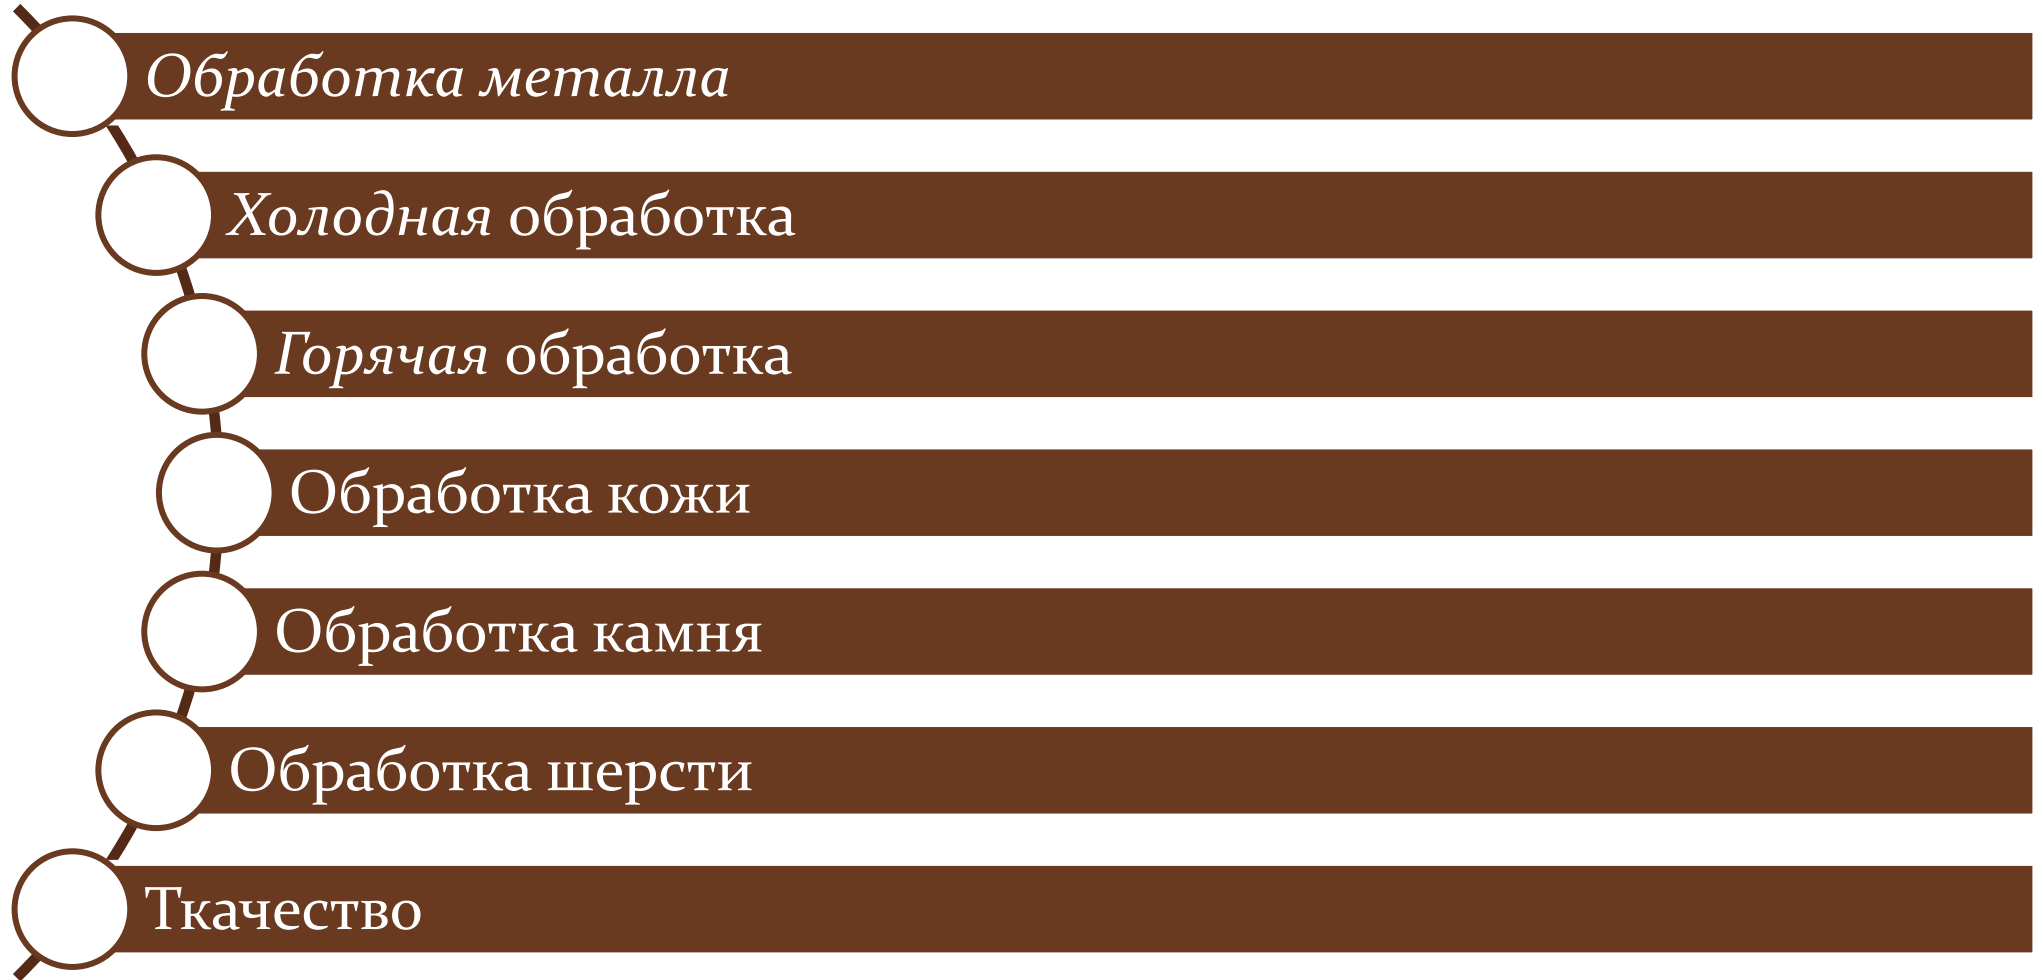 Обработка металла
Холодная обработка
Горячая обработка
Обработка кожи
Обработка камня
Обработка шерсти
Ткачество